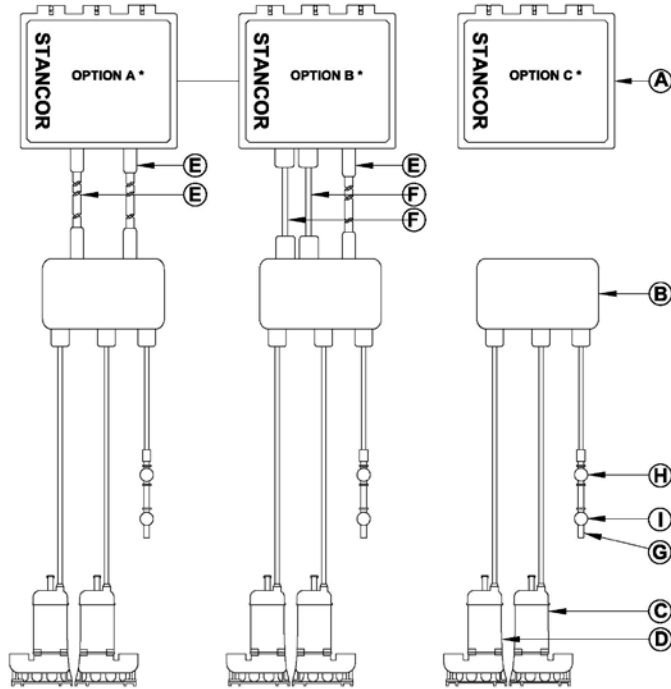 STANCOR
OPTION A *
STANCOR
OPTION B *
STANCOR
OPTION C *
A
E
E
E
F
F
B
H
I
G
C
D